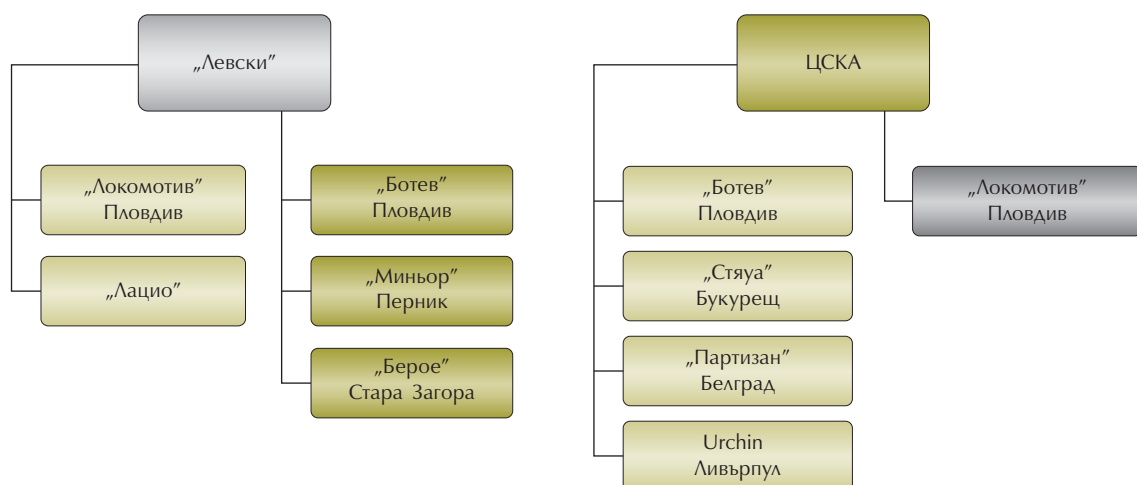 „Левски”
„Локомотив”
Пловдив
„Лацио”
„Ботев”
Пловдив
„Миньор”
Перник
„Берое”
Стара Загора
ЦСКА
„Ботев”
Пловдив
„Стяуа”
Букурещ
„Партизан”
Белград
Urchin
Ливърпул
„Локомотив”
Пловдив